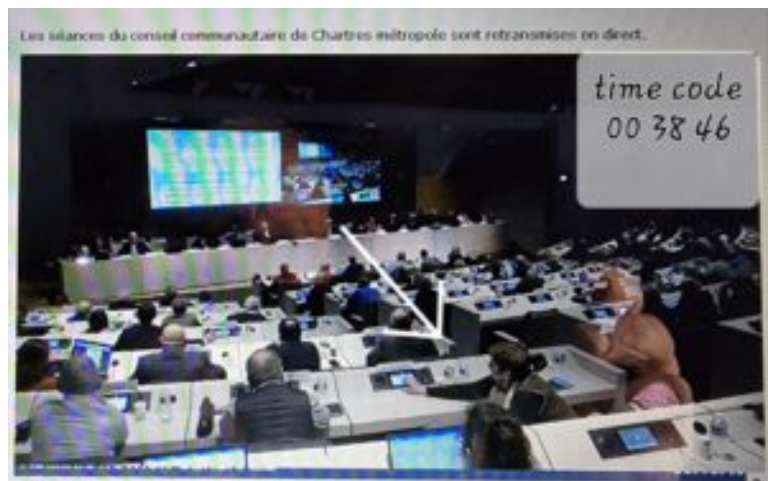 Les séances du conseil communautaire de Chartres métropole sont retransmises en direct.
time code
00 38 46